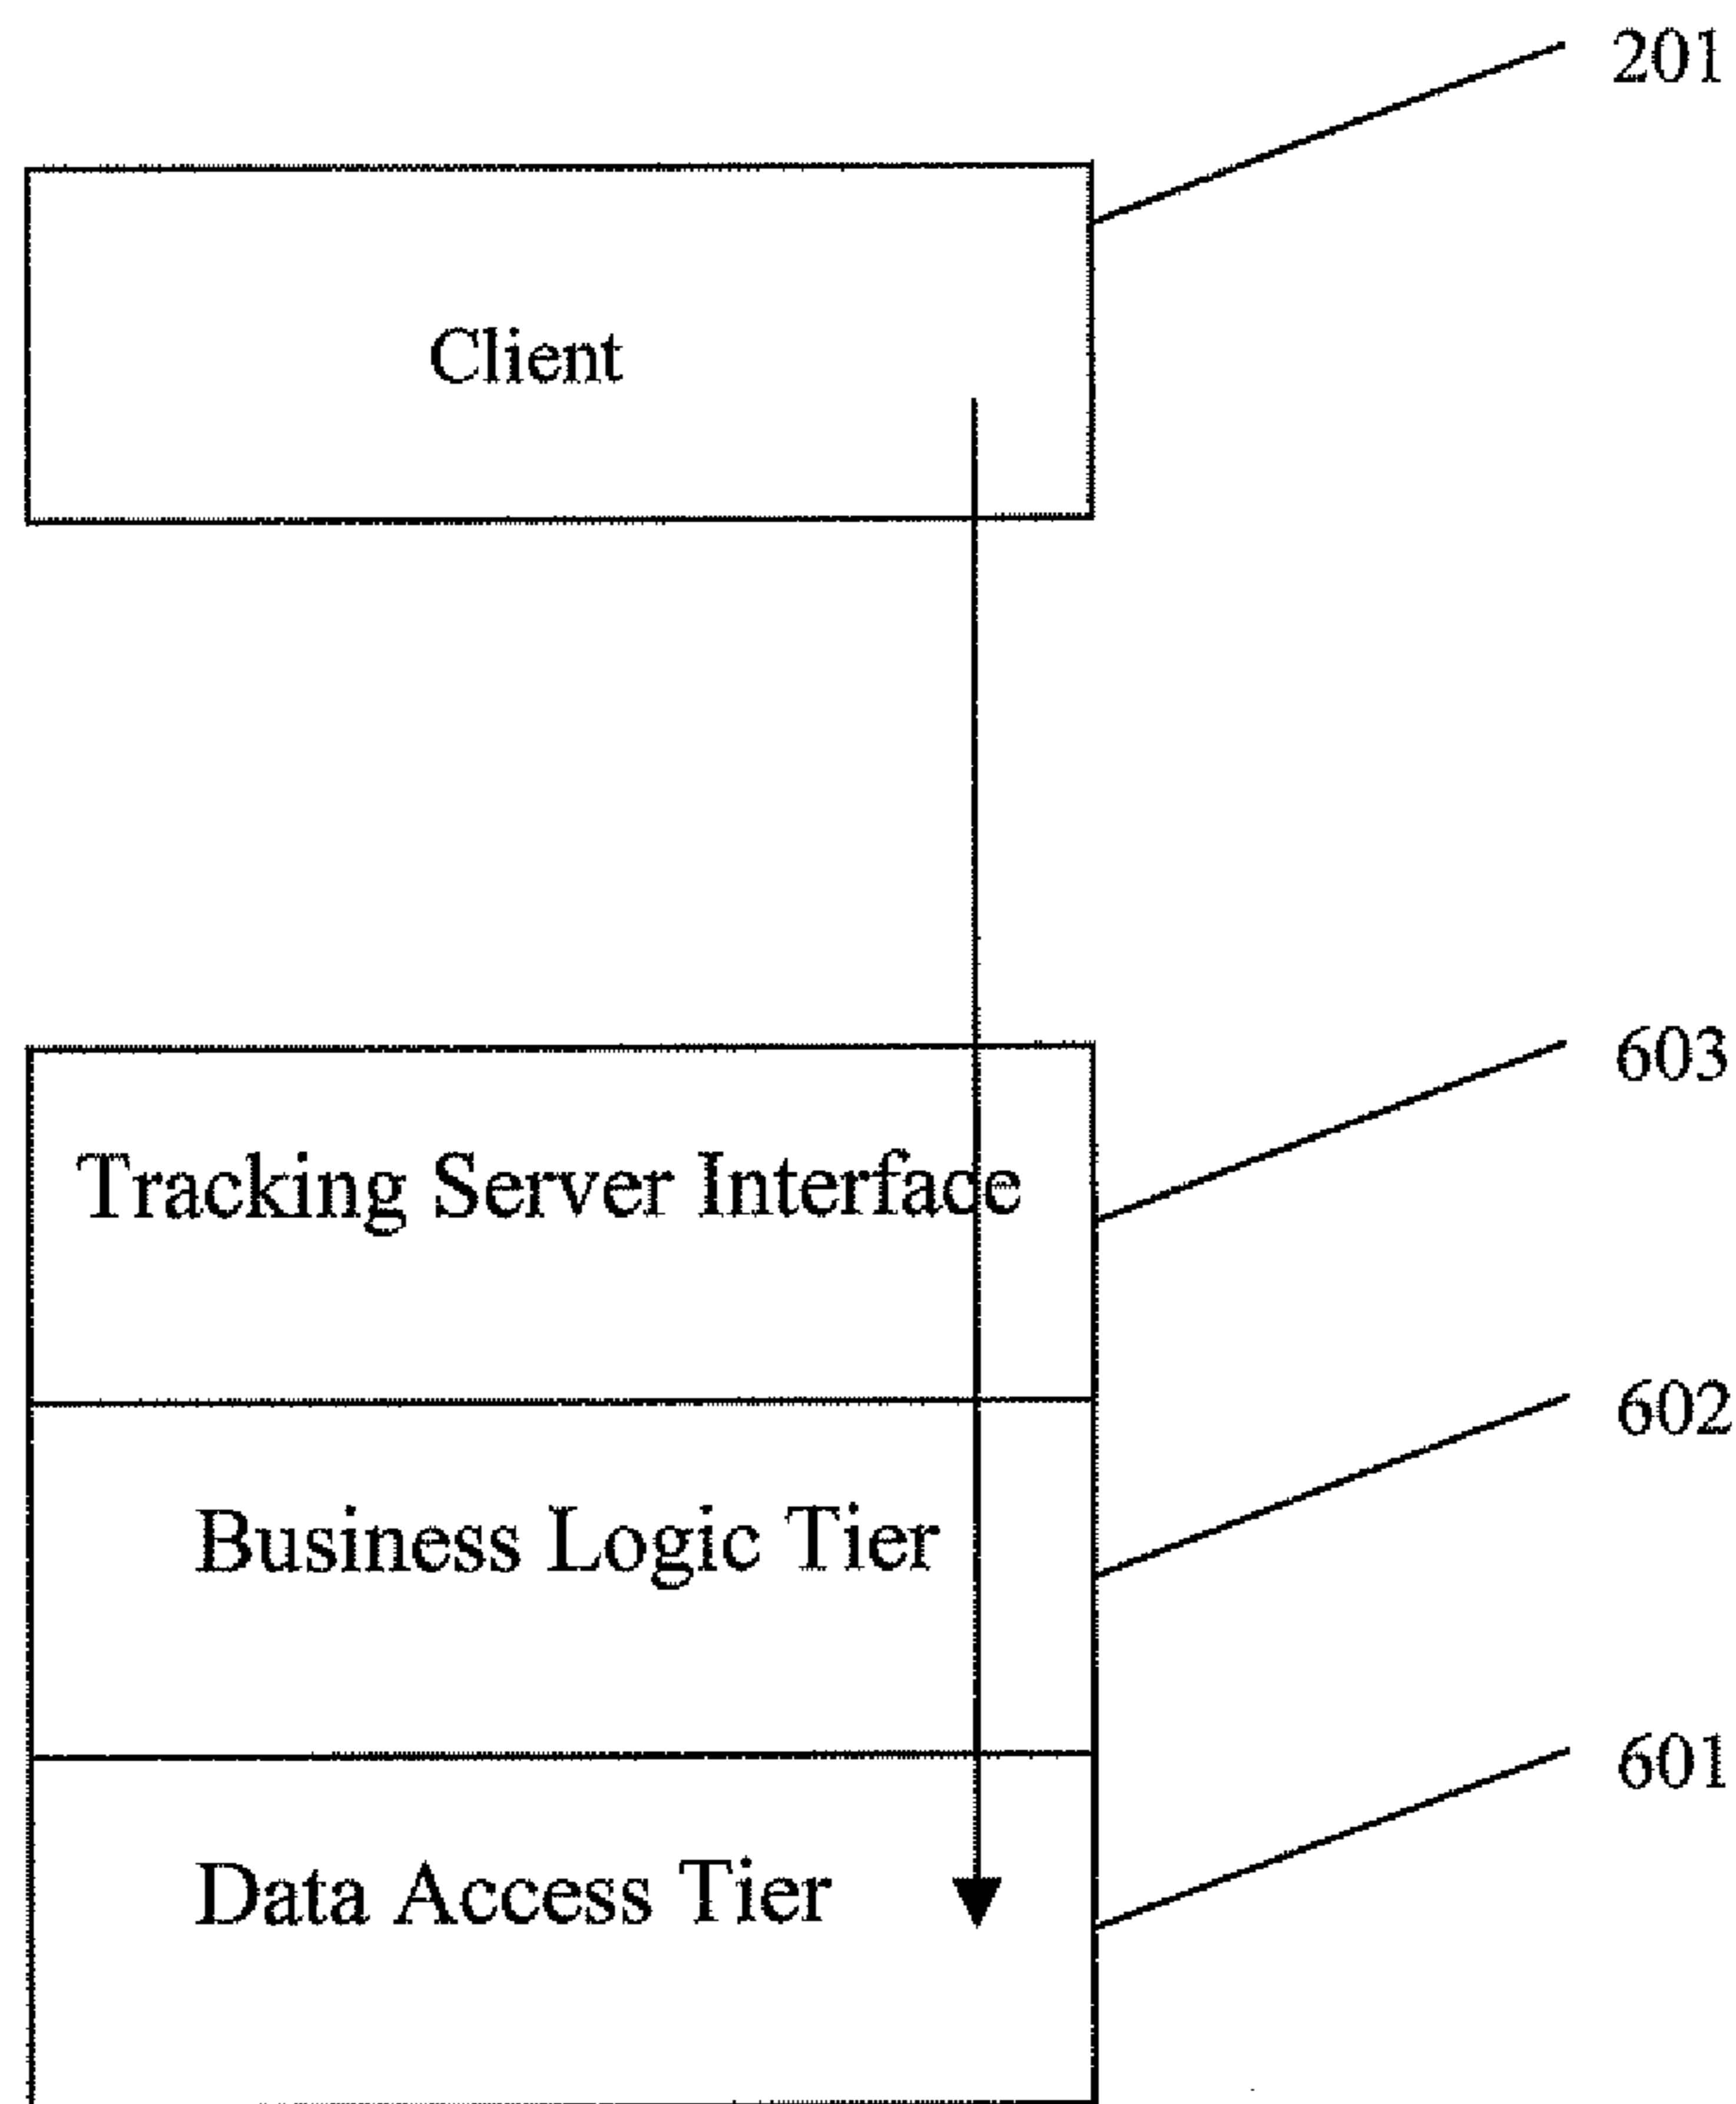 201
Client
603
Tracking Server Interface
602
Business Logic Tier
601
Data Access Tier